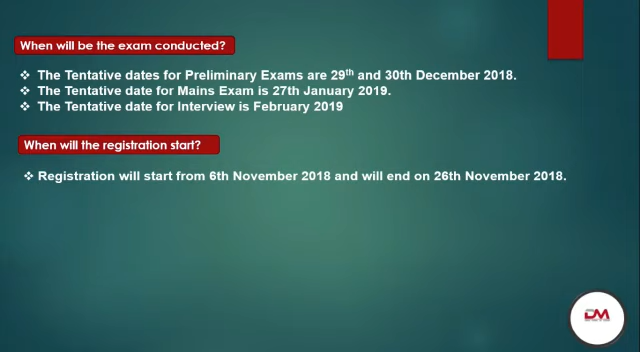 When will be the exam conducted?
❖ The Tentative dates for Preliminary Exams are 29th and 30th December 2018.
❖ The Tentative date for Mains Exam is 27th January 2019.
❖ The Tentative date for Interview is February 2019
When will the registration start?
❖ Registration will start from 6th November 2018 and will end on 26th November 2018.
DM